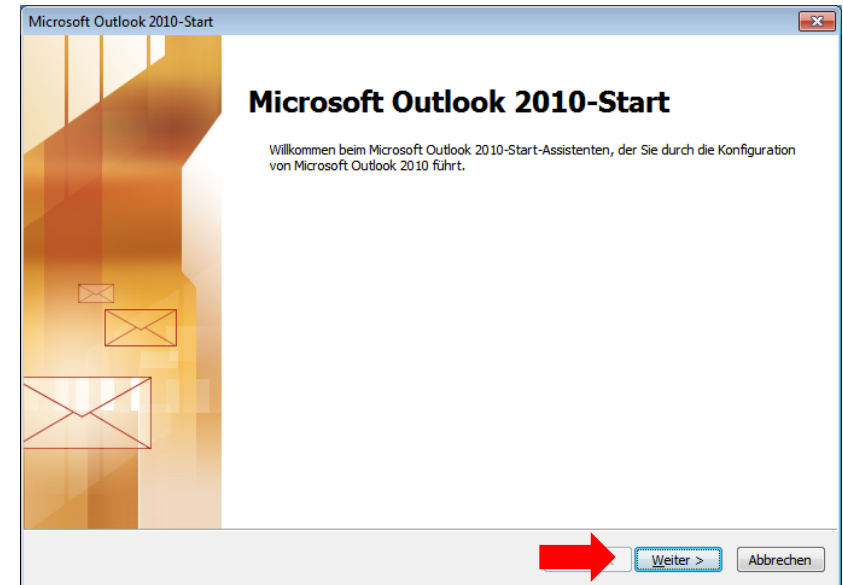 Microsoft Outlook 2010-Start
Microsoft Outlook 2010-Start
Willkommen beim Microsoft Outlook 2010-Start-Assistenten, der Sie durch die Konfiguration
von Microsoft Outlook 2010 führt.
Weiter >
Abbrechen